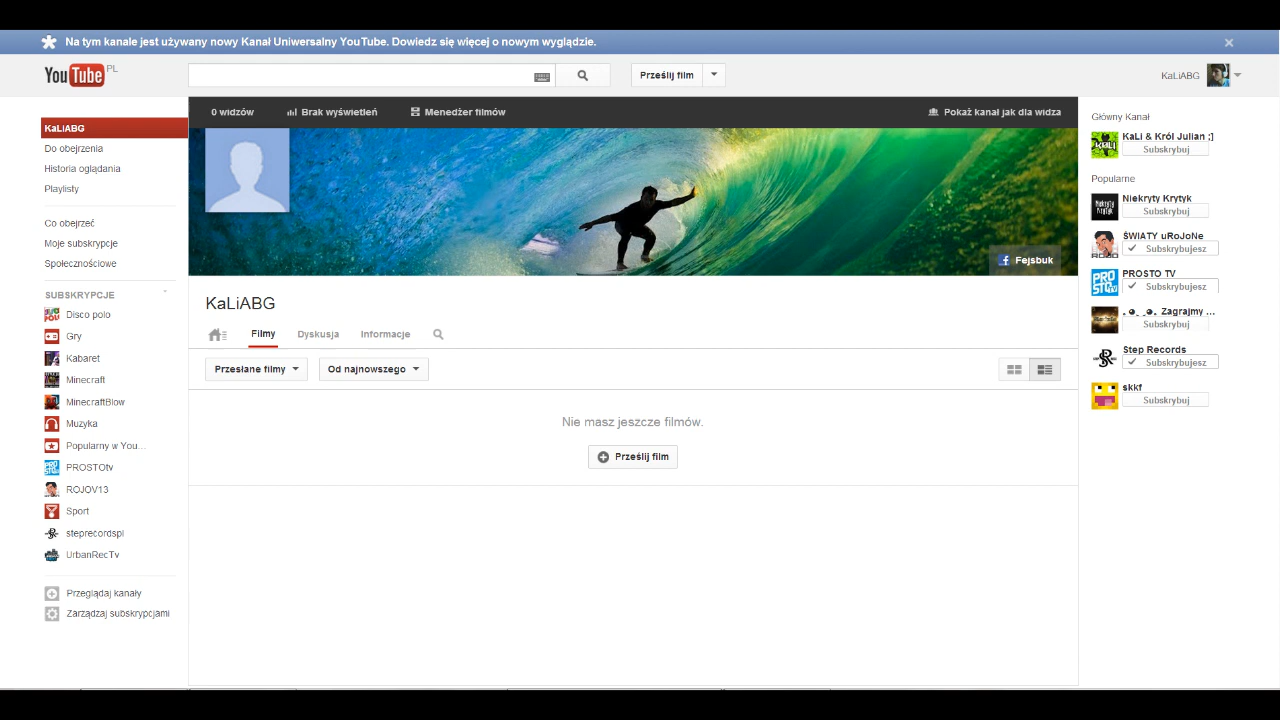 Na tym kanale jest używany nowy Kanał Uniwersalny YouTube. Dowiedz się więcej o nowym wyglądzie.
YouTube PL
Prześlij film
KaLiABG
KaLiABG
Do obejrzenia
Historia oglądania
Playlisty
Co obejrzeć
Moje subskrypcje
Społecznościowe
SUBSKRYPCJE
Disco polo
Gry
Kabaret
Minecraft
MinecraftBlow
Muzyka
Popularny w You...
PROSTOtv
ROJOV13
Sport
steprecordspl
UrbanRecTv
Przeglądaj kanały
Zarządzaj subskrypcjami
0 widzów
Brak wyświetleń
Menedżer filmów
Pokaż kanał jak dla widza
Fejsbuk
KaLiABG
Filmy
Dyskusja
Informacje
Przesłane filmy
Od najnowszego
Nie masz jeszcze filmów.
Prześlij film
Główny Kanał
KaLi & Król Julian ;]
Subskrybuj
Popularne
Niekryty Krytyk
Subskrybuj
ŚWIATY uRoJoNe
Subskrybujesz
PROSTO TV
Subskrybujesz
Zagrajmy ...
Subskrybuj
Step Records
Subskrybujesz
skkf
Subskrybuj